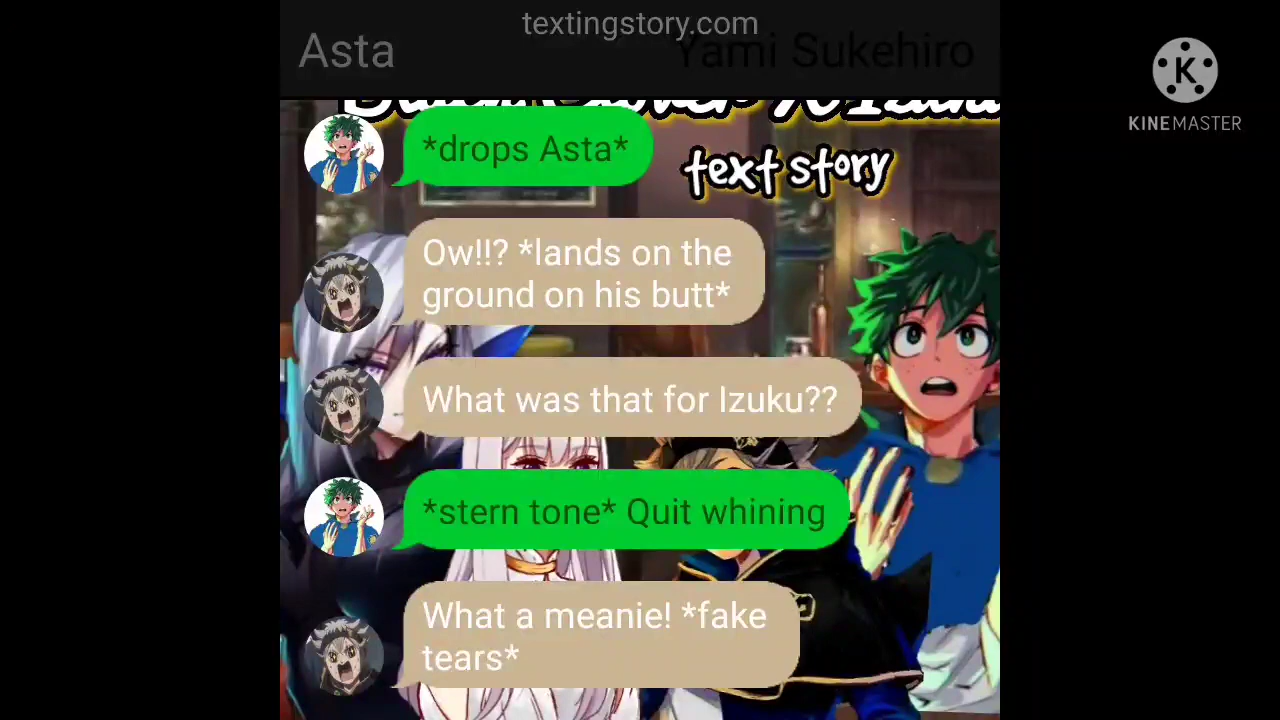 textingstory.com
Asta
Yami Sukehiro
text story
*drops Asta*
Ow!!? *lands on the
ground on his butt*
What was that for Izuku??
*stern tone* Quit whining
What a meanie! *fake
tears*
K
KINEMASTER